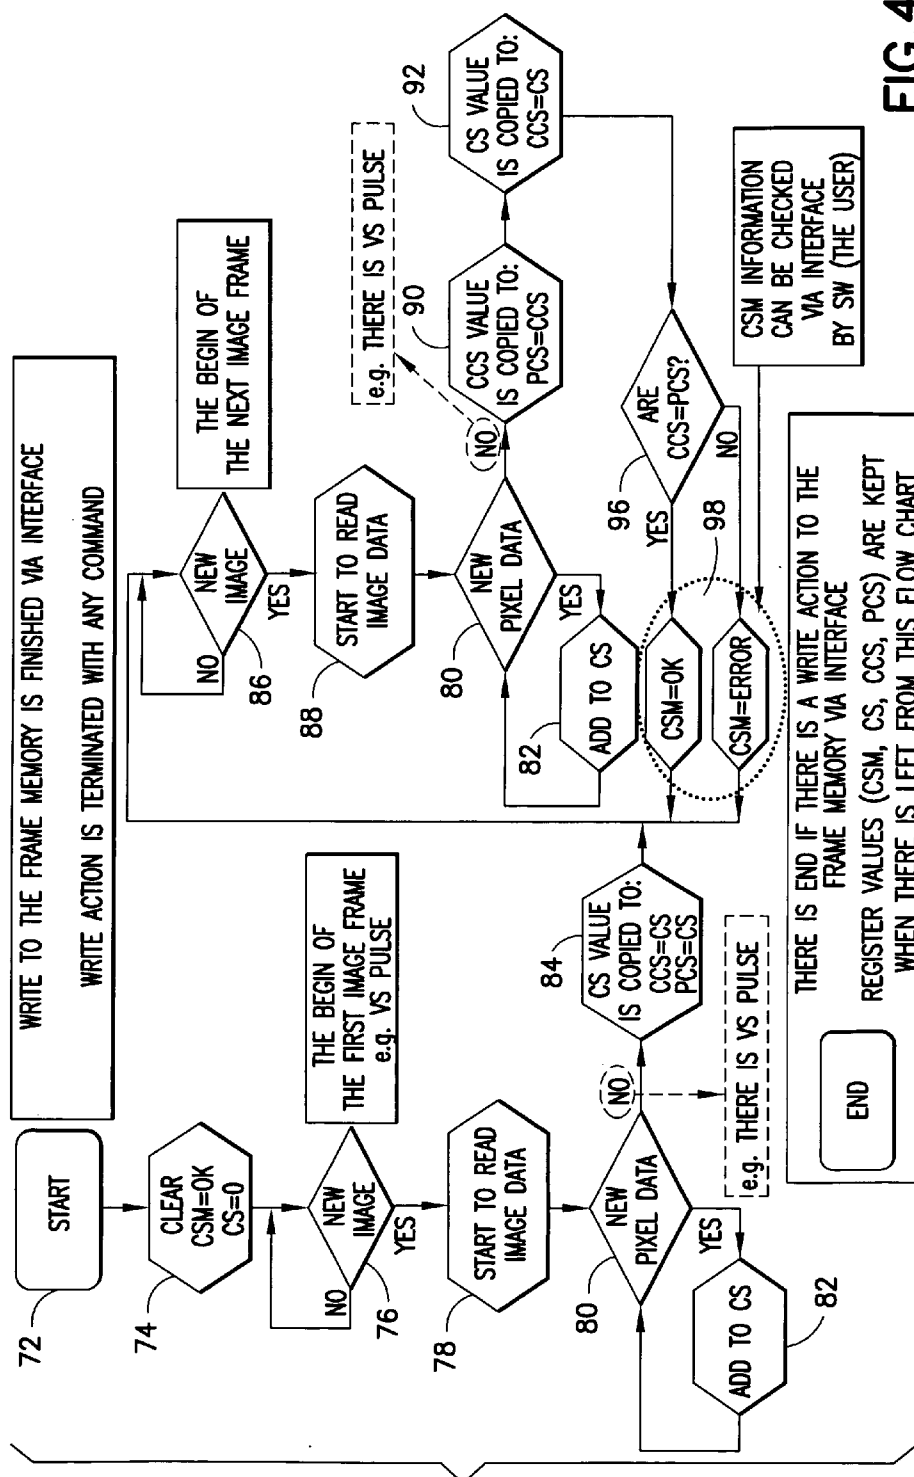 72
START
WRITE TO THE FRAME MEMORY IS FINISHED VIA INTERFACE
WRITE ACTION IS TERMINATED WITH ANY COMMAND
74
CLEAR
CSM=OK
CS=0
76
NEW
IMAGE
NO
YES
THE BEGIN OF
THE FIRST IMAGE FRAME
e.g. VS PULSE
78
START TO READ
IMAGE DATA
80
NEW
PIXEL DATA
NO
YES
e.g. THERE IS VS PULSE
ADD TO CS
82
84
CS VALUE
IS COPIED TO:
CCS=CS
PCS=CS
86
NEW
IMAGE
NO
YES
THE BEGIN OF
THE NEXT IMAGE FRAME
88
START TO READ
IMAGE DATA
80
NEW
PIXEL DATA
NO
YES
e.g. THERE IS VS PULSE
82
ADD TO CS
90
CCS VALUE
IS COPIED TO:
PCS=CCS
92
CS VALUE
IS COPIED TO:
CCS=CS
96
ARE
CCS=PCS?
YES
NO
98
CSM=OK
CSM=ERROR
CSM INFORMATION
CAN BE CHECKED
VIA INTERFACE
BY SW (THE USER)
END
THERE IS END IF THERE IS A WRITE ACTION TO THE
FRAME MEMORY VIA INTERFACE
REGISTER VALUES (CSM, CS, CCS, PCS) ARE KEPT
WHEN THERE IS LEFT FROM THIS FLOW CHART
FIG.4